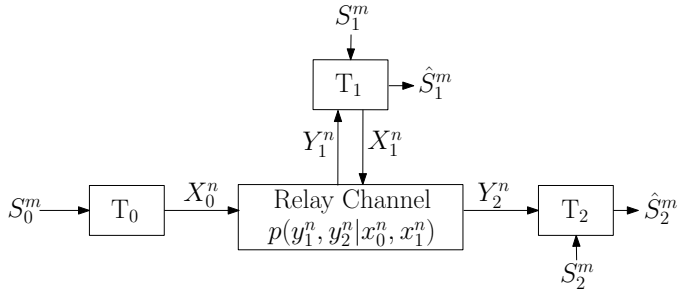 S_1^m
T_1
Ŝ_1^m
Y_1^n
X_1^n
S_0^m
T_0
X_0^n
Relay Channel
p(y_1^n, y_2^n|x_0^n, x_1^n)
Y_2^n
T_2
Ŝ_2^m
S_2^m